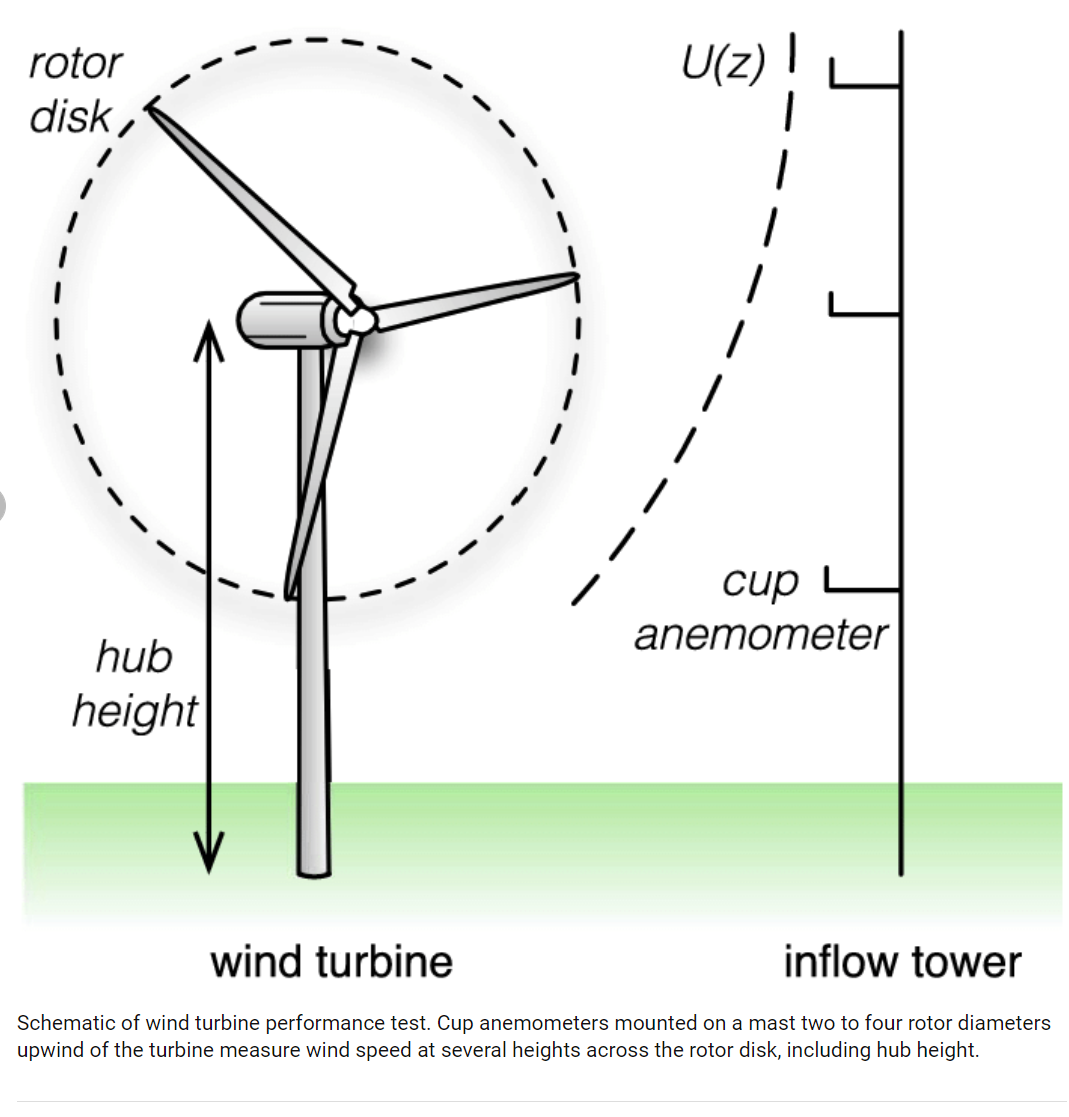 rotor
disk
U(z)
cup
anemometer
hub
height
wind turbine
inflow tower
Schematic of wind turbine performance test. Cup anemometers mounted on a mast two to four rotor diameters
upwind of the turbine measure wind speed at several heights across the rotor disk, including hub height.